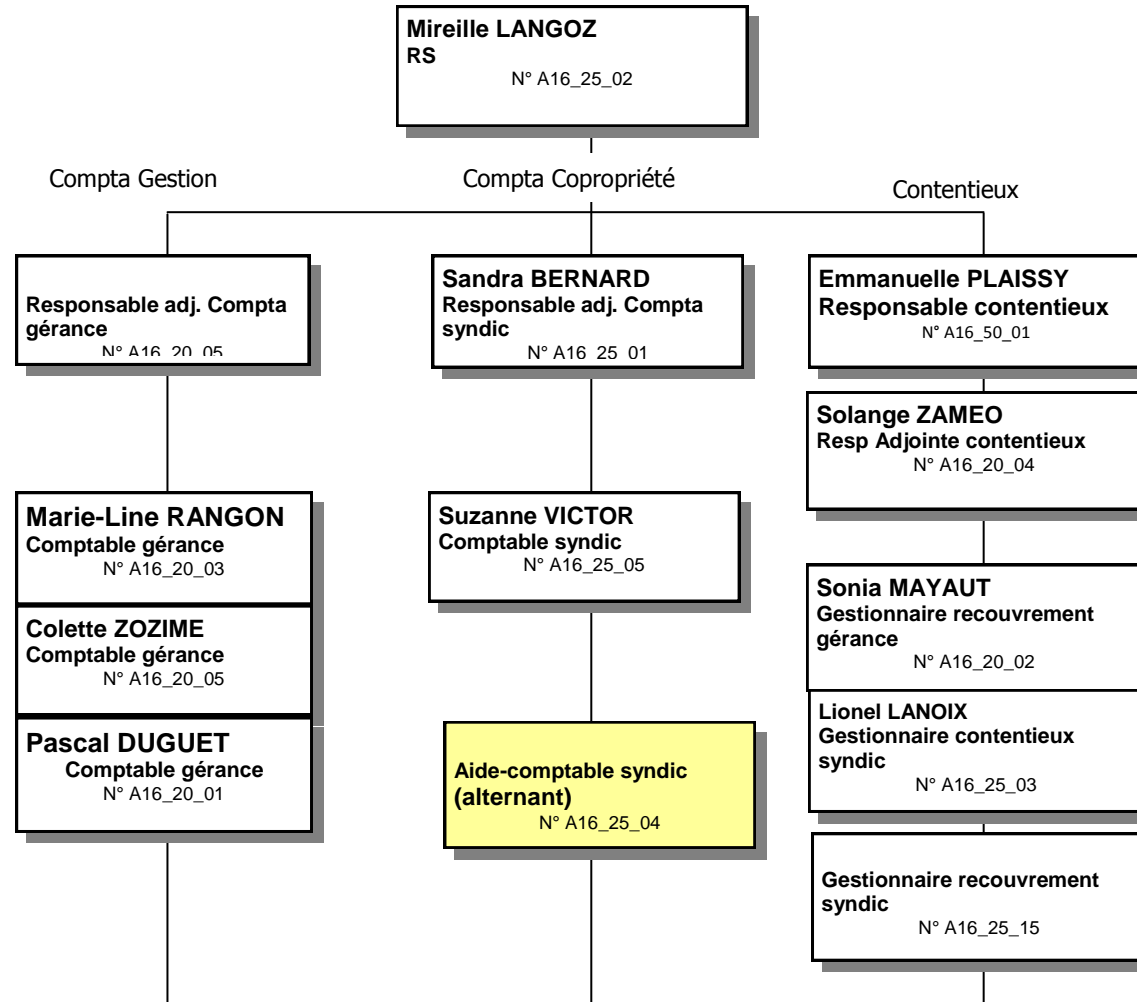 Mireille LANGOZ
RS
N° A16_25_02
Compta Gestion
Compta Copropriété
Contentieux
Responsable adj. Compta
gérance
N° A16_20_05
Sandra BERNARD
Responsable adj. Compta
syndic
N° A16_25_01
Emmanuelle PLAISSY
Responsable contentieux
N° A16_50_01
Solange ZAMEO
Resp Adjointe contentieux
N° A16_20_04
Marie-Line RANGON
Comptable gérance
N° A16_20_03
Colette ZOZIME
Comptable gérance
N° A16_20_05
Pascal DUGUET
Comptable gérance
N° A16_20_01
Suzanne VICTOR
Comptable syndic
N° A16_25_05
Aide-comptable syndic
(alternant)
N° A16_25_04
Sonia MAYAUT
Gestionnaire recouvrement
gérance
N° A16_20_02
Lionel LANOIX
Gestionnaire contentieux
syndic
N° A16_25_03
Gestionnaire recouvrement
syndic
N° A16_25_15